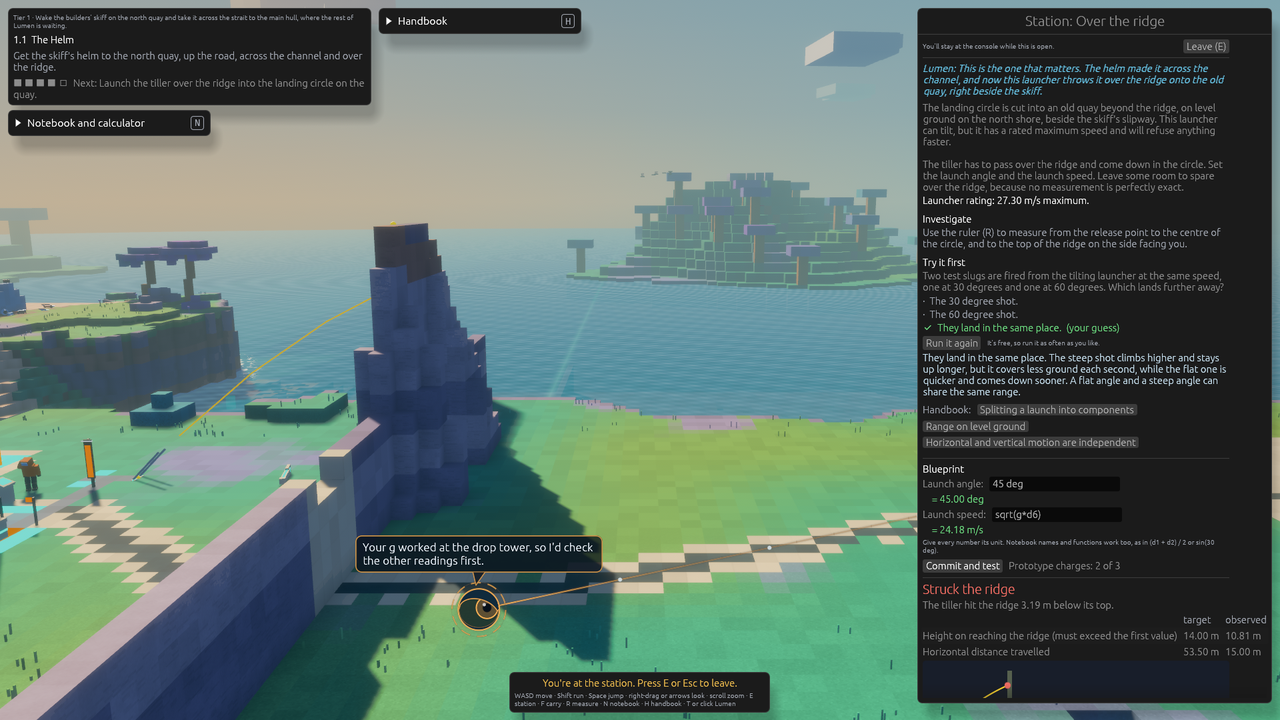 Tier 1 · Wake the builders' skiff on the north quay and take it across the strait to the main hull, where the rest of
Lumen is waiting.
1.1 The Helm
Get the skiff's helm to the north quay, up the road, across the channel and over
the ridge.
Next: Launch the tiller over the ridge into the landing circle on the
quay.
Notebook and calculator N
Handbook H
Your g worked at the drop tower, so I'd check
the other readings first.
You're at the station. Press E or Esc to leave.
WASD move · Shift run · Space jump · right-drag or arrows look · scroll zoom · E
station · F carry · R measure · N notebook · H handbook · T or click Lumen
Station: Over the ridge
You'll stay at the console while this is open.
Leave (E)
Lumen: This is the one that matters. The helm made it across the
channel, and now this launcher throws it over the ridge onto the old
quay, right beside the skiff.
The landing circle is cut into an old quay beyond the ridge, on level
ground on the north shore, beside the skiff's slipway. This launcher
can tilt, but it has a rated maximum speed and will refuse anything
faster.
The tiller has to pass over the ridge and come down in the circle. Set
the launch angle and the launch speed. Leave some room to spare
over the ridge, because no measurement is perfectly exact.
Launcher rating: 27.30 m/s maximum.
Investigate
Use the ruler (R) to measure from the release point to the centre of
the circle, and to the top of the ridge on the side facing you.
Try it first
Two test slugs are fired from the tilting launcher at the same speed,
one at 30 degrees and one at 60 degrees. Which lands further away?
· The 30 degree shot.
· The 60 degree shot.
✓ They land in the same place. (your guess)
Run it again It's free, so run it as often as you like.
They land in the same place. The steep shot climbs higher and stays
up longer, but it covers less ground each second, while the flat one is
quicker and comes down sooner. A flat angle and a steep angle can
share the same range.
Handbook: Splitting a launch into components
Range on level ground
Horizontal and vertical motion are independent
Blueprint
Launch angle: 45 deg
= 45.00 deg
Launch speed: sqrt(g*d6)
= 24.18 m/s
Give every number its unit. Notebook names and functions work too, as in (d1 + d2) / 2 or sin(30
deg).
Commit and test Prototype charges: 2 of 3
Struck the ridge
The tiller hit the ridge 3.19 m below its top.
target observed
Height on reaching the ridge (must exceed the first value) 14.00 m 10.81 m
Horizontal distance travelled 53.50 m 15.00 m